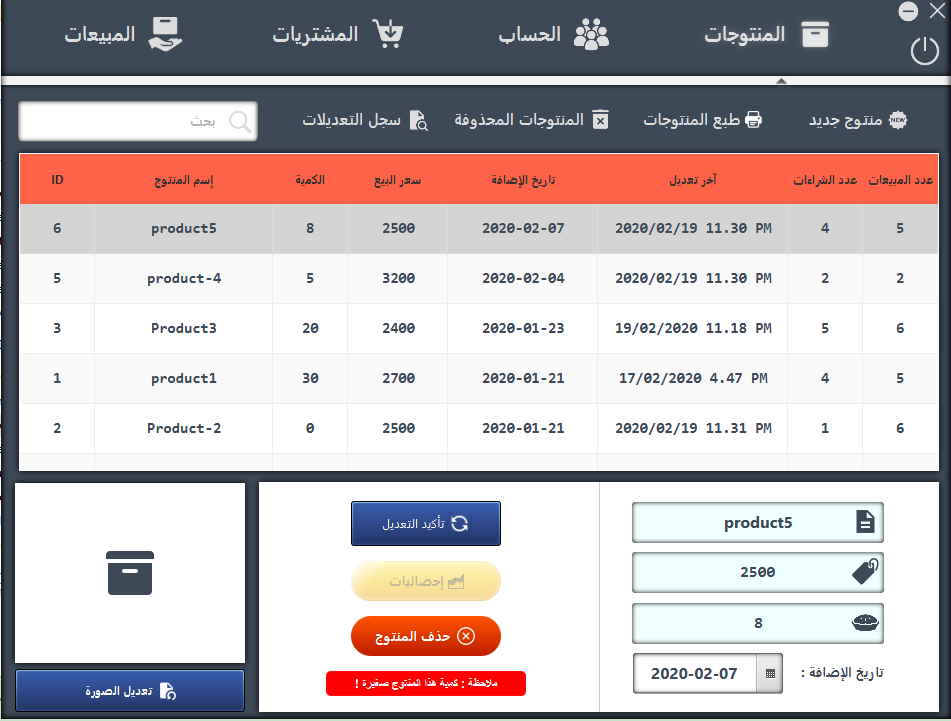 المنتوجات الحساب المشتريات المبيعات
منتوج جديد طبع المنتوجات المنتوجات المحذوفة سجل التعديلات بحث
ID إسم المنتوج الكمية سعر البيع تاريخ الإضافة آخر تعديل عدد الشراءات عدد المبيعات
6 product5 8 2500 2020-02-07 2020/02/19 11.30 PM 4 5
5 product-4 5 3200 2020-02-04 2020/02/19 11.30 PM 2 2
3 Product3 20 2400 2020-01-23 19/02/2020 11.18 PM 5 6
1 product1 30 2700 2020-01-21 17/02/2020 4.47 PM 4 5
2 Product-2 0 2500 2020-01-21 2020/02/19 11.31 PM 1 6
product5
2500
8
تاريخ الإضافة : 2020-02-07
تأكيد التعديل
إحصائيات
حذف المنتوج
ملاحظة : كمية هذا المنتوج صغيرة !
تعديل الصورة
NEW